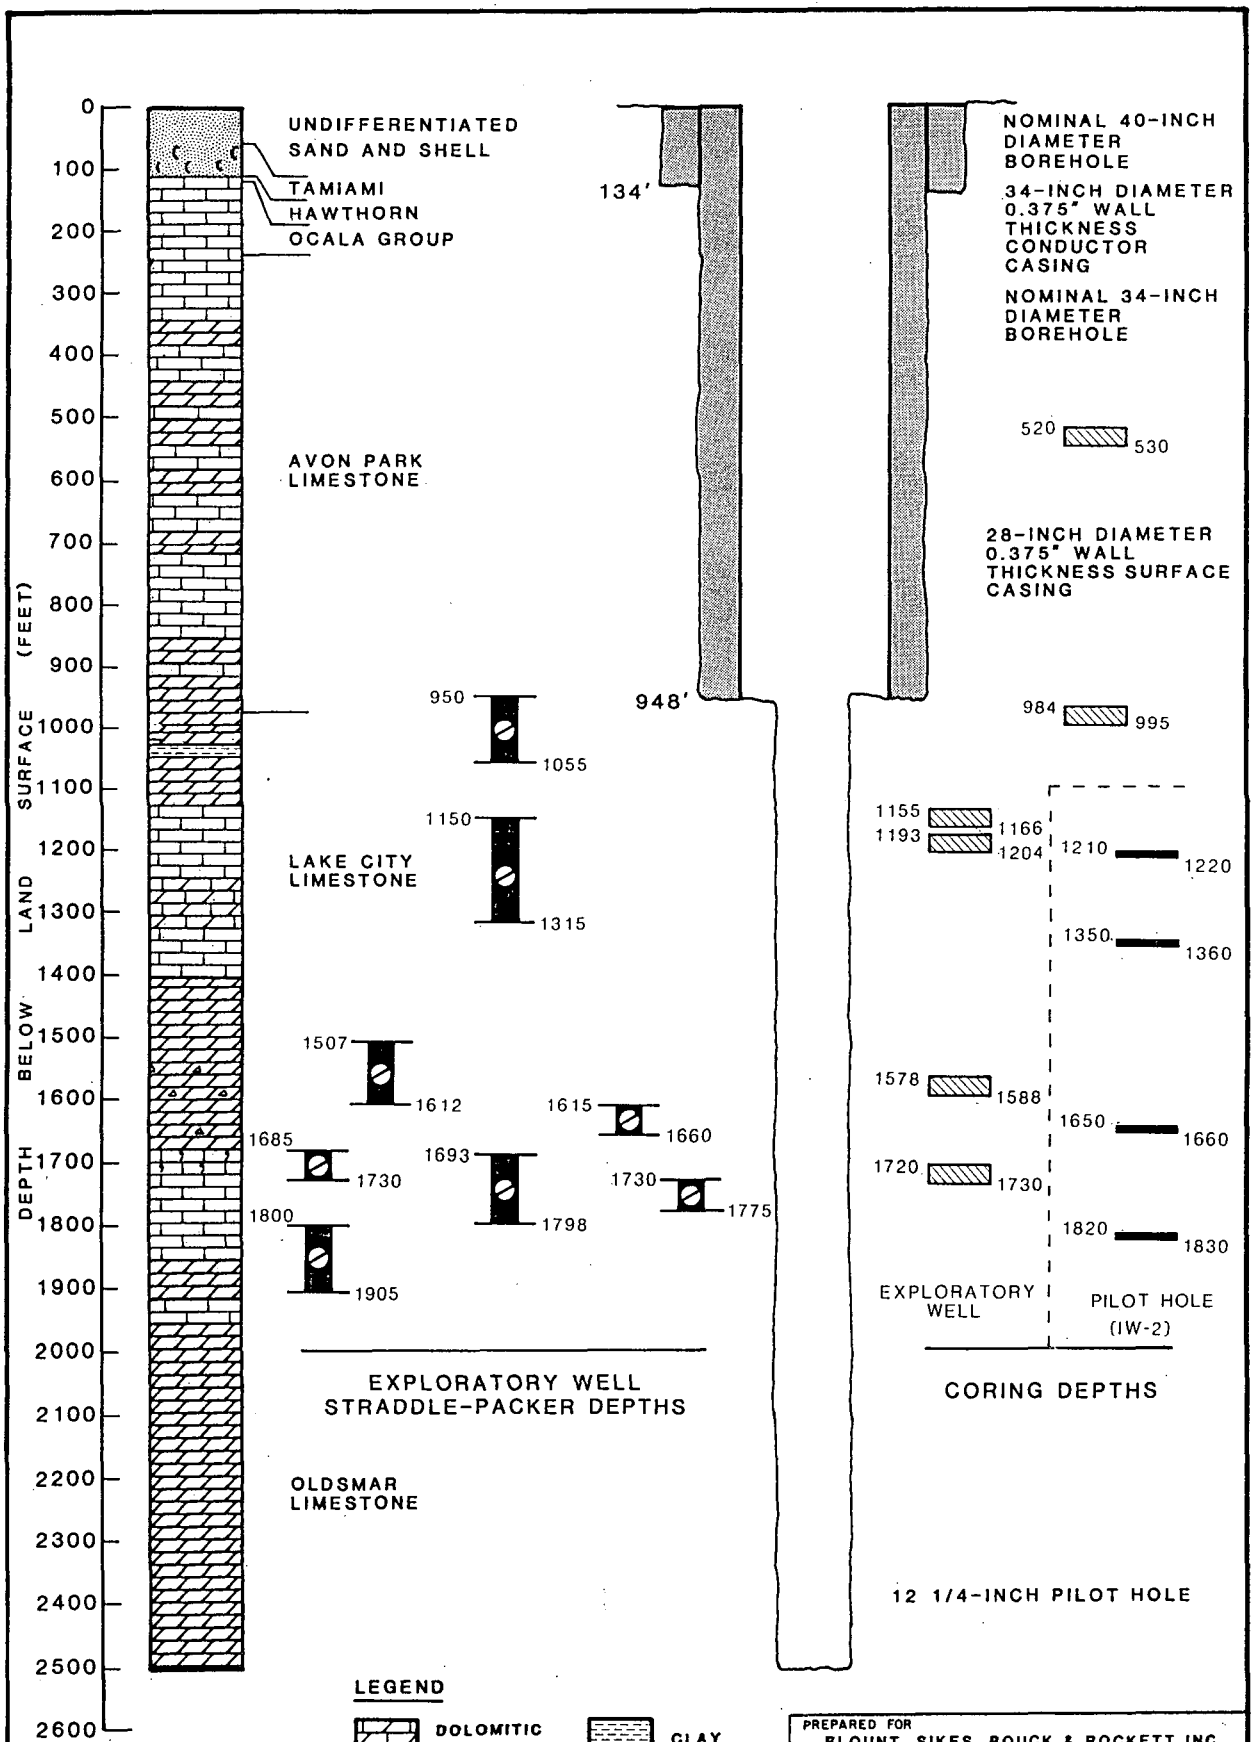 0
100
200
300
400
500
600
700
800
900
1000
1100
1200
1300
1400
1500
1600
1700
1800
1900
2000
2100
2200
2300
2400
2500
2600
DEPTH BELOW LAND SURFACE (FEET)
UNDIFFERENTIATED
SAND AND SHELL
TAMIAMI
HAWTHORN
OCALA GROUP
AVON PARK
LIMESTONE
LAKE CITY
LIMESTONE
OLDSMAR
LIMESTONE
950
1055
1150
1315
1507
1612
1615
1660
1685
1730
1693
1798
1730
1775
1800
1905
EXPLORATORY WELL
STRADDLE-PACKER DEPTHS
134'
948'
NOMINAL 40-INCH
DIAMETER
BOREHOLE
34-INCH DIAMETER
0.375" WALL
THICKNESS
CONDUCTOR
CASING
NOMINAL 34-INCH
DIAMETER
BOREHOLE
520
530
28-INCH DIAMETER
0.375" WALL
THICKNESS SURFACE
CASING
984
995
1155
1166
1193
1204
1210
1220
1350
1360
1578
1588
1650
1660
1720
1730
1820
1830
EXPLORATORY
WELL
PILOT HOLE
(IW-2)
CORING DEPTHS
12 1/4-INCH PILOT HOLE
LEGEND
DOLOMITIC
CLAY
PREPARED FOR
BLOUNT, SIKES, BOUCK & ROCKETT INC